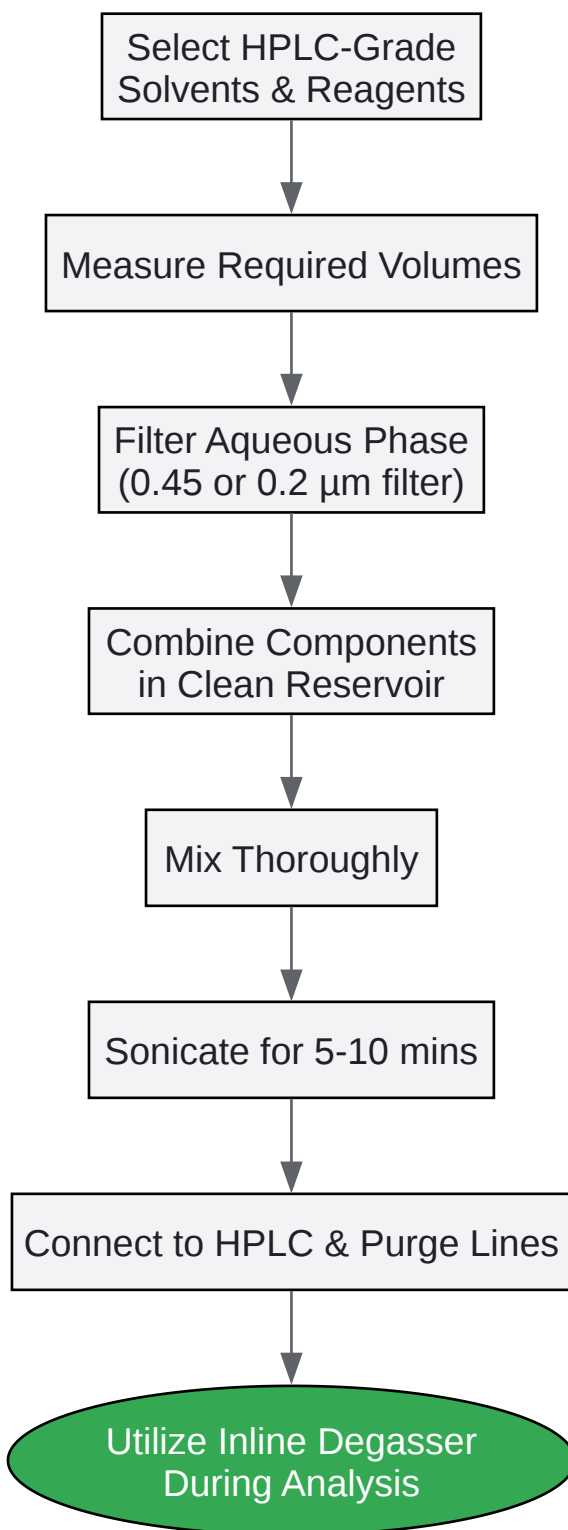 Select HPLC-Grade
Solvents & Reagents
Measure Required Volumes
Filter Aqueous Phase
(0.45 or 0.2 µm filter)
Combine Components
in Clean Reservoir
Mix Thoroughly
Sonicate for 5-10 mins
Connect to HPLC & Purge Lines
Utilize Inline Degasser
During Analysis